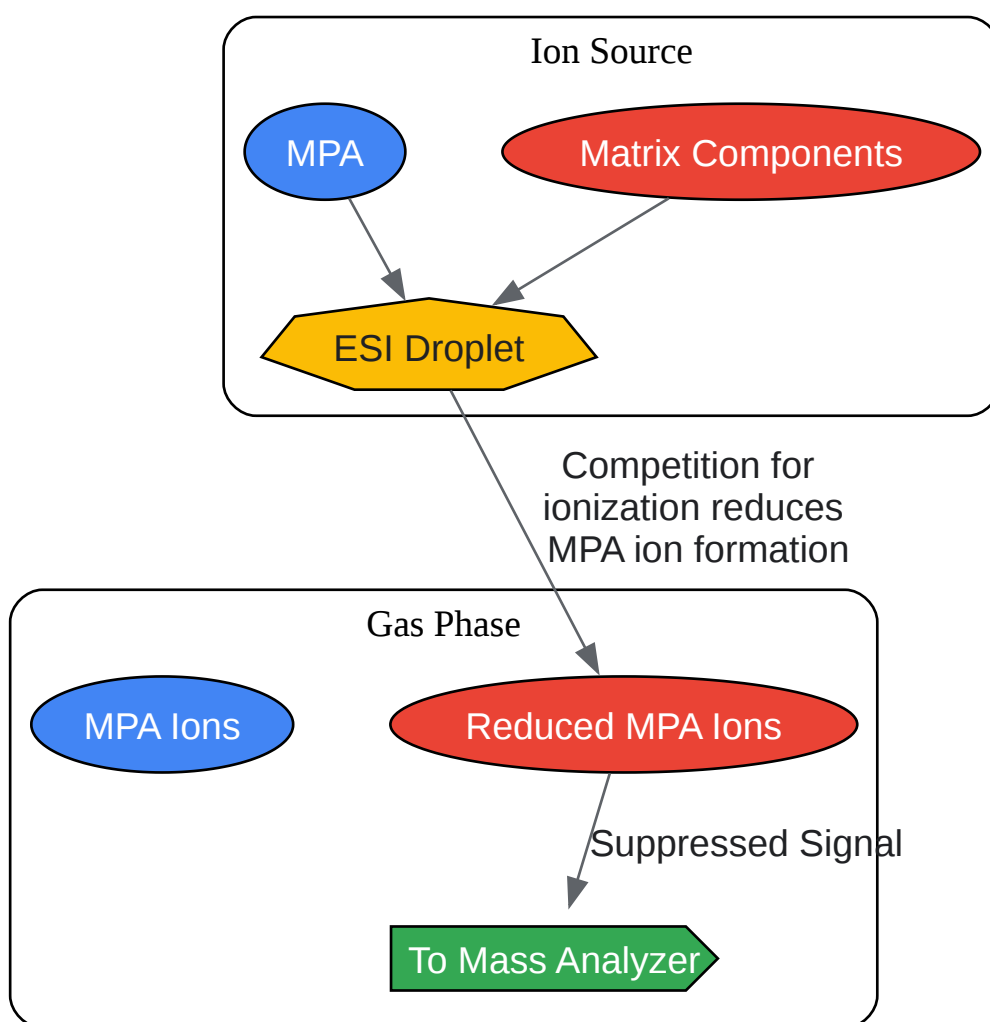 Ion Source
MPA
Matrix Components
ESI Droplet
Competition for
ionization reduces
MPA ion formation
Gas Phase
MPA Ions
Reduced MPA Ions
Suppressed Signal
To Mass Analyzer